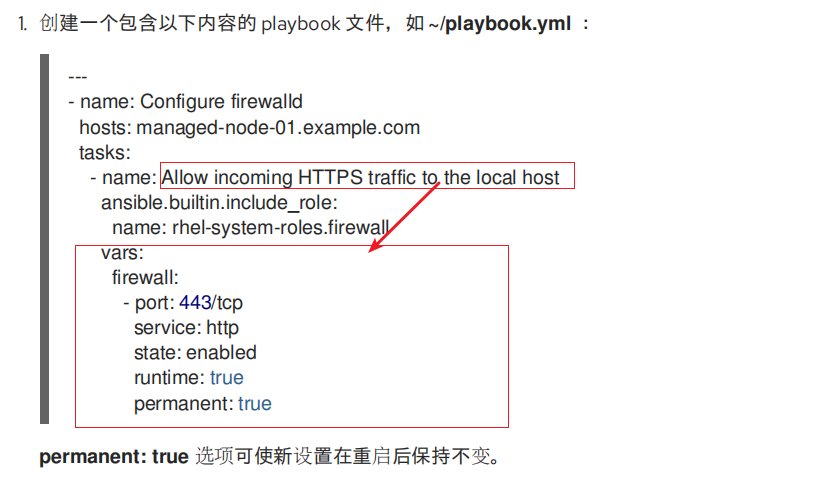 1. 创建一个包含以下内容的 playbook 文件，如 ~/playbook.yml ：
---
- name: Configure firewalld
hosts: managed-node-01.example.com
tasks:
- name: Allow incoming HTTPS traffic to the local host
ansible.builtin.include_role:
name: rhel-system-roles.firewall
vars:
firewall:
- port: 443/tcp
service: http
state: enabled
runtime: true
permanent: true
permanent: true 选项可使新设置在重启后保持不变。